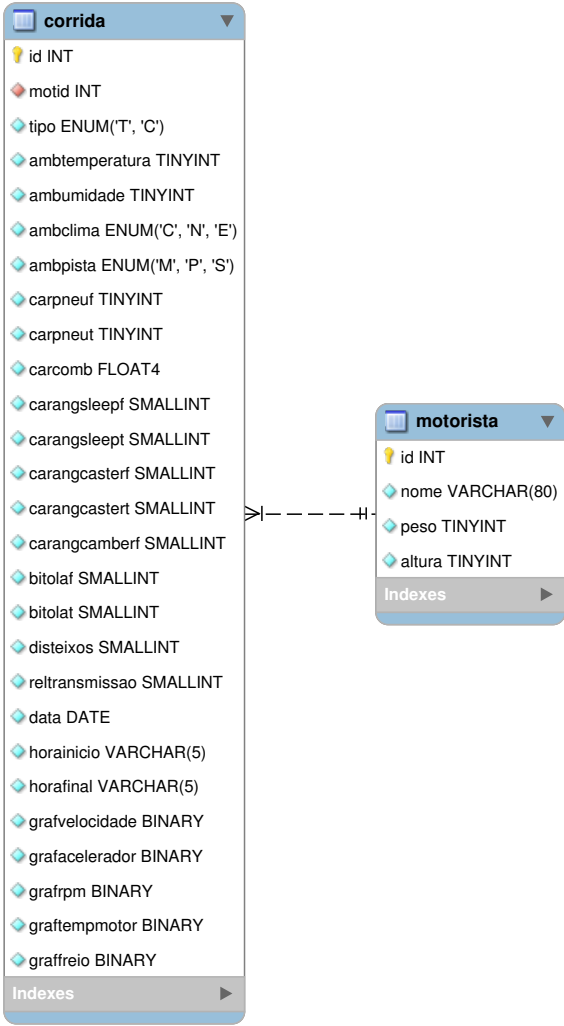 corrida
id INT
motid INT
tipo ENUM('T', 'C')
ambtemperatura TINYINT
ambumidade TINYINT
ambclima ENUM('C', 'N', 'E')
ambpista ENUM('M', 'P', 'S')
carpneuf TINYINT
carpneut TINYINT
carcomb FLOAT4
carangsleepf SMALLINT
carangsleept SMALLINT
carangcasterf SMALLINT
carangcastert SMALLINT
carangcamberf SMALLINT
bitolaf SMALLINT
bitolat SMALLINT
disteixos SMALLINT
reltransmissao SMALLINT
data DATE
horainicio VARCHAR(5)
horafinal VARCHAR(5)
grafvelocidade BINARY
grafacelerador BINARY
grafrpm BINARY
graftempmotor BINARY
graffreio BINARY
Indexes
motorista
id INT
nome VARCHAR(80)
peso TINYINT
altura TINYINT
Indexes